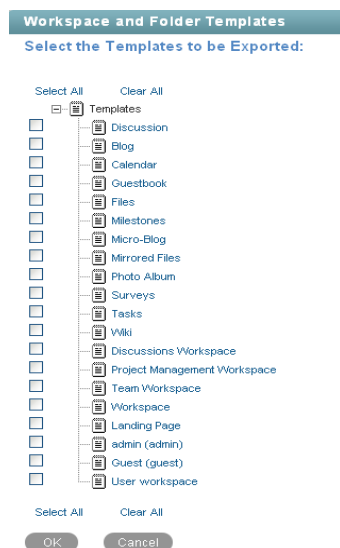 Workspace and Folder Templates
Select the Templates to be Exported:
Select All Clear All
Templates
Discussion
Blog
Calendar
Guestbook
Files
Milestones
Micro-Blog
Mirrored Files
Photo Album
Surveys
Tasks
Wiki
Discussions Workspace
Project Management Workspace
Team Workspace
Workspace
Landing Page
admin (admin)
Guest (guest)
User workspace
Select All Clear All
OK Cancel